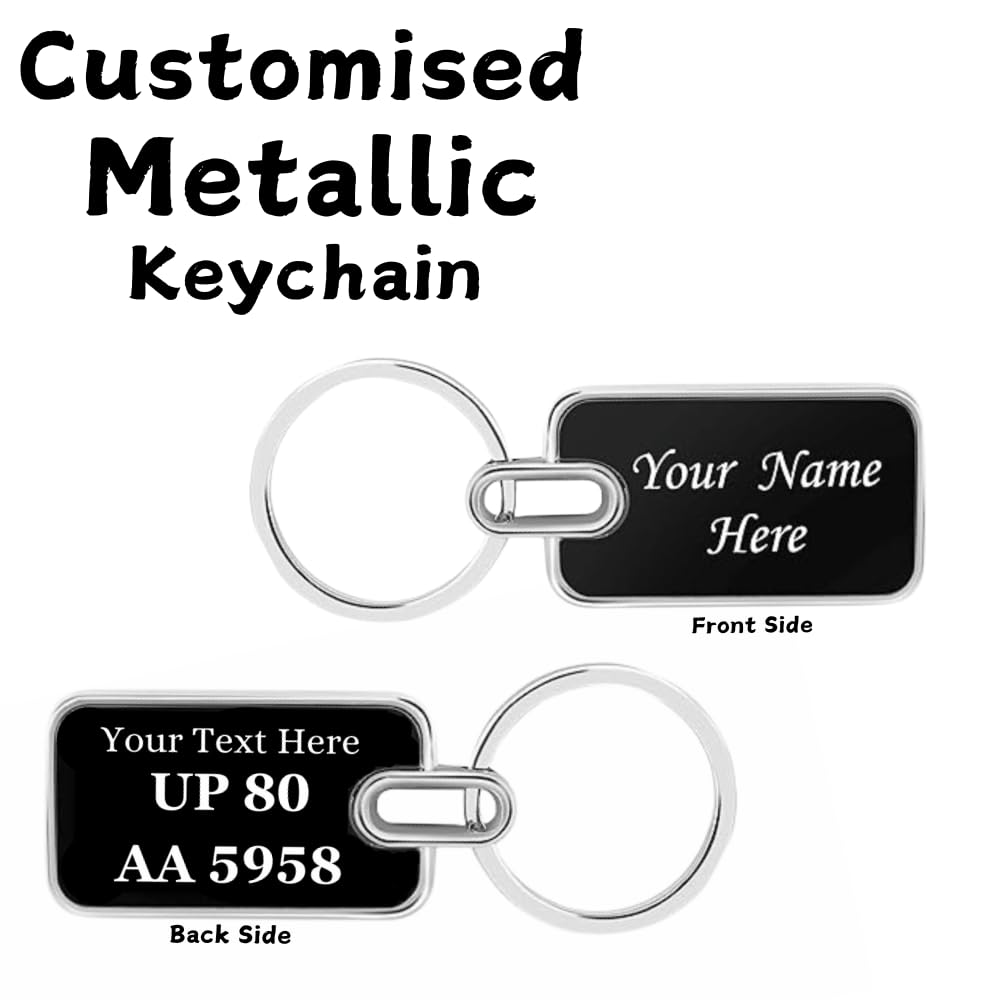 Customised
Metallic
Keychain
Your Name
Here
Front Side
Your Text Here
UP 80
AA 5958
Back Side